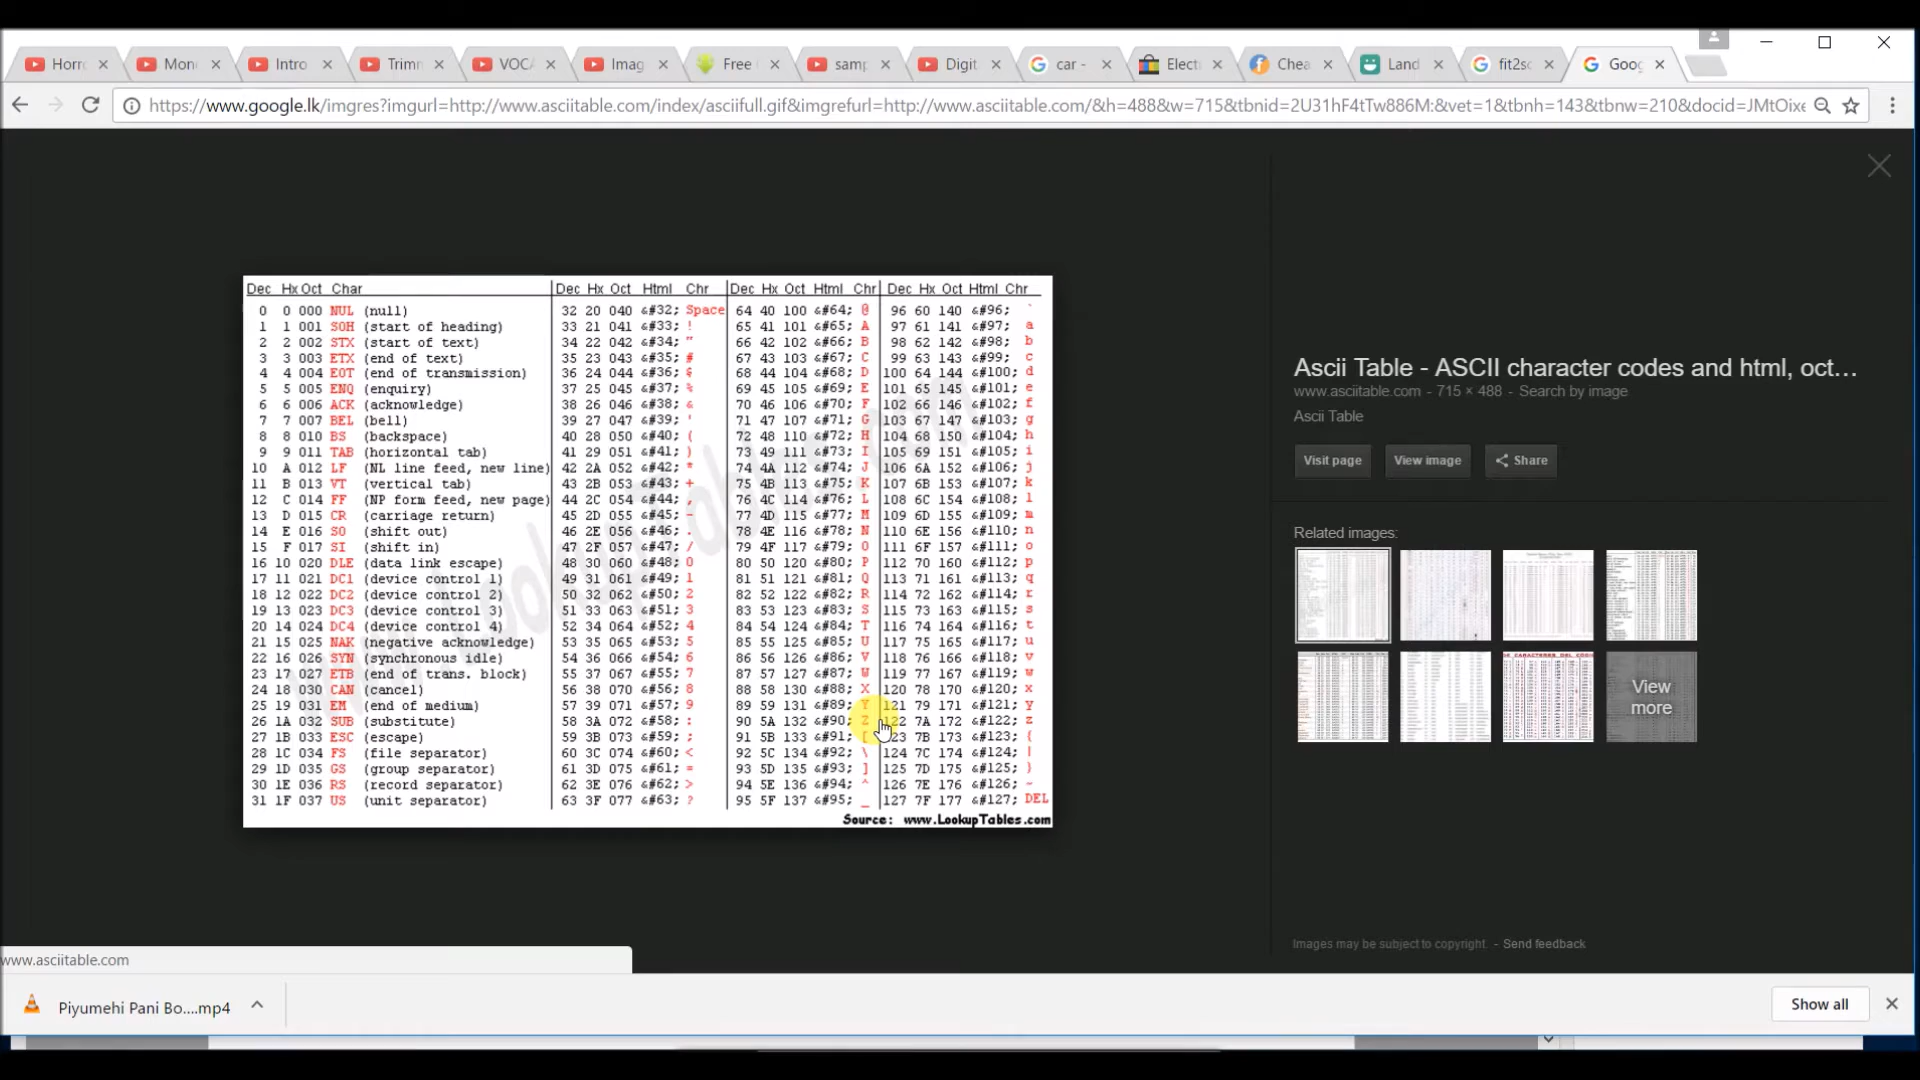 Horr
Mon
Intro
Trimm
VOCA
Imag
Free
samp
Digit
car -
Electr
Chea
Land
fit2sc
Goog
https://www.google.lk/imgres?imgurl=http://www.asciitable.com/index/asciifull.gif&imgrefurl=http://www.asciitable.com/&h=488&w=715&tbnid=2U31hF4tTw886M:&vet=1&tbnh=143&tbnw=210&docid=JMtOixe
Dec Hx Oct Char Dec Hx Oct Html Chr Dec Hx Oct Html Chr Dec Hx Oct Html Chr
0 0 000 NUL (null) 32 20 040 &#32; Space 64 40 100 &#64; @ 96 60 140 &#96; `
1 1 001 SOH (start of heading) 33 21 041 &#33; ! 65 41 101 &#65; A 97 61 141 &#97; a
2 2 002 STX (start of text) 34 22 042 &#34; " 66 42 102 &#66; B 98 62 142 &#98; b
3 3 003 ETX (end of text) 35 23 043 &#35; # 67 43 103 &#67; C 99 63 143 &#99; c
4 4 004 EOT (end of transmission) 36 24 044 &#36; $ 68 44 104 &#68; D 100 64 144 &#100; d
5 5 005 ENQ (enquiry) 37 25 045 &#37; % 69 45 105 &#69; E 101 65 145 &#101; e
6 6 006 ACK (acknowledge) 38 26 046 &#38; & 70 46 106 &#70; F 102 66 146 &#102; f
7 7 007 BEL (bell) 39 27 047 &#39; ' 71 47 107 &#71; G 103 67 147 &#103; g
8 8 010 BS (backspace) 40 28 050 &#40; ( 72 48 110 &#72; H 104 68 150 &#104; h
9 9 011 TAB (horizontal tab) 41 29 051 &#41; ) 73 49 111 &#73; I 105 69 151 &#105; i
10 A 012 LF (NL line feed, new line) 42 2A 052 &#42; * 74 4A 112 &#74; J 106 6A 152 &#106; j
11 B 013 VT (vertical tab) 43 2B 053 &#43; + 75 4B 113 &#75; K 107 6B 153 &#107; k
12 C 014 FF (NP form feed, new page) 44 2C 054 &#44; , 76 4C 114 &#76; L 108 6C 154 &#108; l
13 D 015 CR (carriage return) 45 2D 055 &#45; - 77 4D 115 &#77; M 109 6D 155 &#109; m
14 E 016 SO (shift out) 46 2E 056 &#46; . 78 4E 116 &#78; N 110 6E 156 &#110; n
15 F 017 SI (shift in) 47 2F 057 &#47; / 79 4F 117 &#79; O 111 6F 157 &#111; o
16 10 020 DLE (data link escape) 48 30 060 &#48; 0 80 50 120 &#80; P 112 70 160 &#112; p
17 11 021 DC1 (device control 1) 49 31 061 &#49; 1 81 51 121 &#81; Q 113 71 161 &#113; q
18 12 022 DC2 (device control 2) 50 32 062 &#50; 2 82 52 122 &#82; R 114 72 162 &#114; r
19 13 023 DC3 (device control 3) 51 33 063 &#51; 3 83 53 123 &#83; S 115 73 163 &#115; s
20 14 024 DC4 (device control 4) 52 34 064 &#52; 4 84 54 124 &#84; T 116 74 164 &#116; t
21 15 025 NAK (negative acknowledge) 53 35 065 &#53; 5 85 55 125 &#85; U 117 75 165 &#117; u
22 16 026 SYN (synchronous idle) 54 36 066 &#54; 6 86 56 126 &#86; V 118 76 166 &#118; v
23 17 027 ETB (end of trans. block) 55 37 067 &#55; 7 87 57 127 &#87; W 119 77 167 &#119; w
24 18 030 CAN (cancel) 56 38 070 &#56; 8 88 58 130 &#88; X 120 78 170 &#120; x
25 19 031 EM (end of medium) 57 39 071 &#57; 9 89 59 131 &#89; Y 121 79 171 &#121; y
26 1A 032 SUB (substitute) 58 3A 072 &#58; : 90 5A 132 &#90; Z 122 7A 172 &#122; z
27 1B 033 ESC (escape) 59 3B 073 &#59; ; 91 5B 133 &#91; [ 123 7B 173 &#123; {
28 1C 034 FS (file separator) 60 3C 074 &#60; < 92 5C 134 &#92; \ 124 7C 174 &#124; |
29 1D 035 GS (group separator) 61 3D 075 &#61; = 93 5D 135 &#93; ] 125 7D 175 &#125; }
30 1E 036 RS (record separator) 62 3E 076 &#62; > 94 5E 136 &#94; ^ 126 7E 176 &#126; ~
31 1F 037 US (unit separator) 63 3F 077 &#63; ? 95 5F 137 &#95; _ 127 7F 177 &#127; DEL
Source: www.LookupTables.com
www.LookupTables.com
Ascii Table - ASCII character codes and html, oct…
www.asciitable.com - 715 × 488 - Search by image
Ascii Table
Visit page
View image
Share
Related images:
View
more
Images may be subject to copyright. - Send feedback
www.asciitable.com
Piyumehi Pani Bo....mp4
Show all